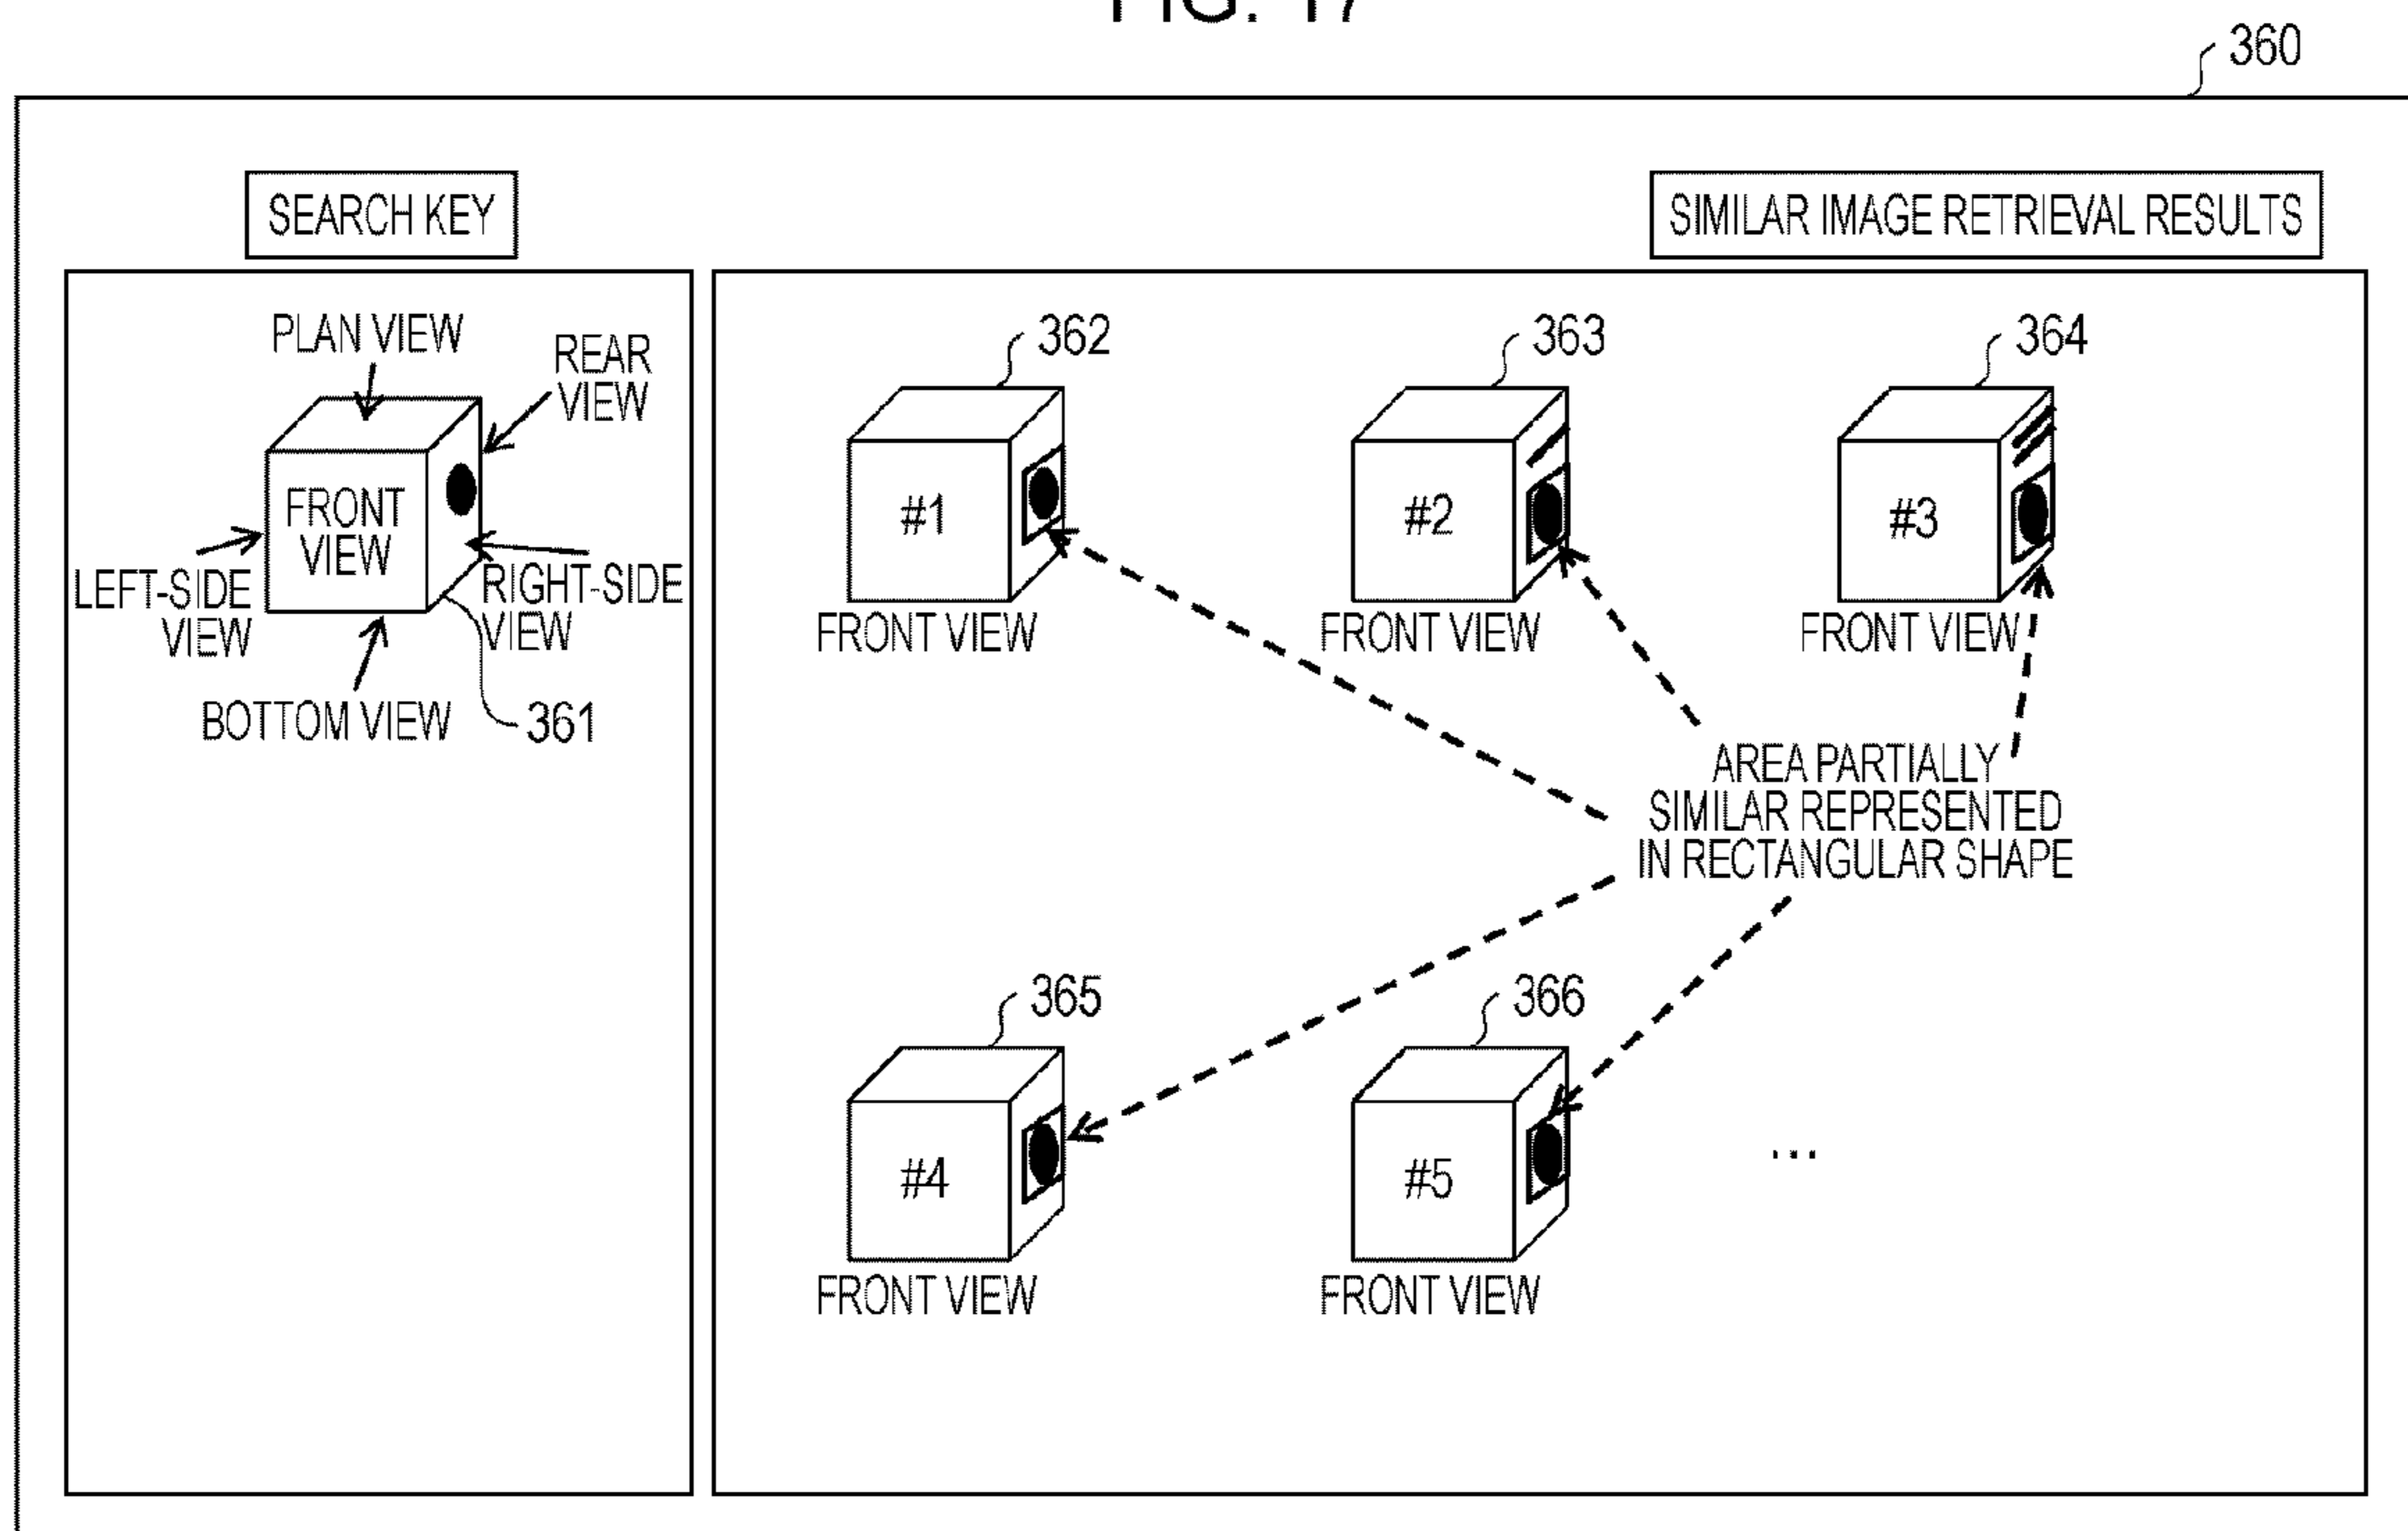 FIG. 17
360
SEARCH KEY
SIMILAR IMAGE RETRIEVAL RESULTS
PLAN VIEW
REAR
VIEW
FRONT
VIEW
LEFT-SIDE
VIEW
RIGHT-SIDE
VIEW
BOTTOM VIEW
361
362
#1
FRONT VIEW
363
#2
FRONT VIEW
364
#3
FRONT VIEW
AREA PARTIALLY
SIMILAR REPRESENTED
IN RECTANGULAR SHAPE
365
#4
FRONT VIEW
366
#5
FRONT VIEW
...